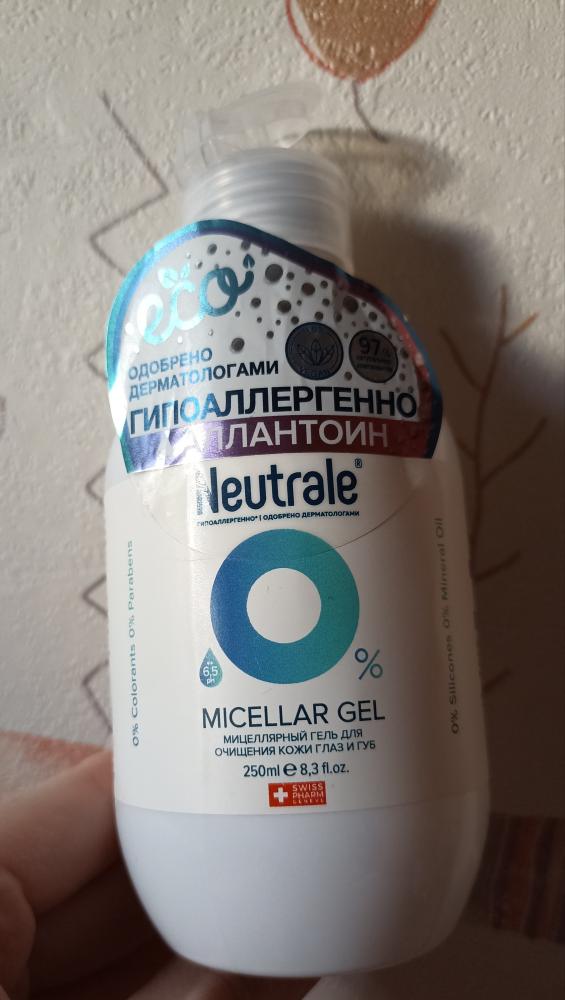 eco
ОДОБРЕНО
ДЕРМАТОЛОГАМИ
VEGAN
97%
ГИПОАЛЛЕРГЕННО
АЛЛАНТОИН
Neutrale®
ГИПОАЛЛЕРГЕННО* | ОДОБРЕНО ДЕРМАТОЛОГАМИ
0% Colorants 0% Parabens
0% Silicones 0% Mineral Oil
0%
6,5
pH
MICELLAR GEL
МИЦЕЛЛЯРНЫЙ ГЕЛЬ ДЛЯ
ОЧИЩЕНИЯ КОЖИ ГЛАЗ И ГУБ
250ml e 8,3 fl.oz.
SWISS
PHARM
GENEVE